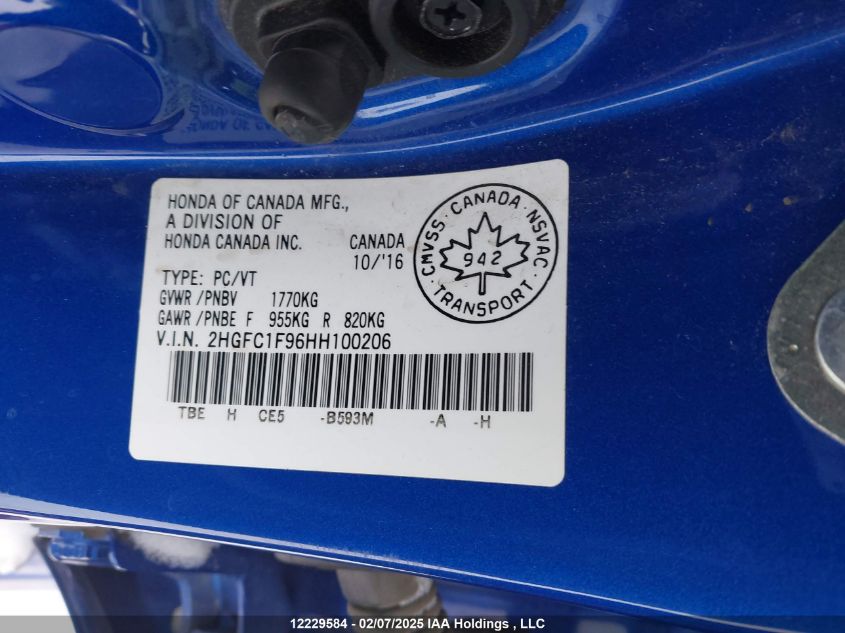 HONDA OF CANADA MFG.,
A DIVISION OF
HONDA CANADA INC.
CANADA
10/'16
TYPE: PC/VT
GVWR/PNBV 1770KG
GAWR/PNBE F 955KG R 820KG
V.I.N. 2HGFC1F96HH100206
TBE H CE5 -B593M -A -H
CMVSS · CANADA · NSVAC
942
· TRANSPORT ·
12229584 - 02/07/2025 IAA Holdings , LLC